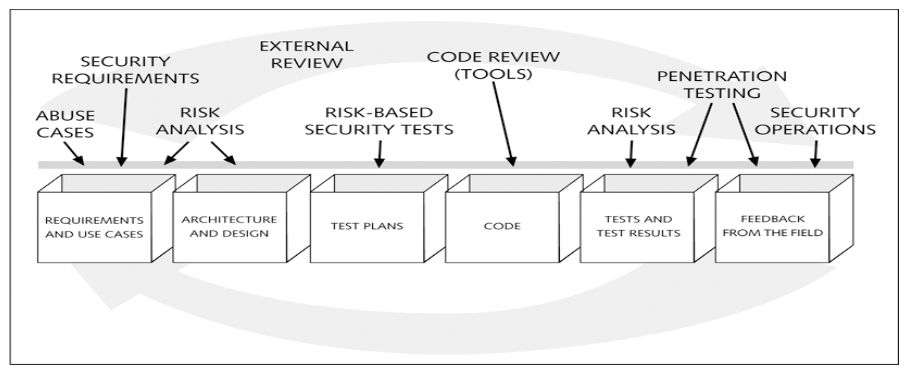 EXTERNAL
REVIEW
SECURITY
REQUIREMENTS
CODE REVIEW
(TOOLS)
PENETRATION
TESTING
ABUSE
CASES
RISK
ANALYSIS
RISK-BASED
SECURITY TESTS
RISK
ANALYSIS
SECURITY
OPERATIONS
REQUIREMENTS
AND USE CASES
ARCHITECTURE
AND DESIGN
TEST PLANS
CODE
TESTS AND
TEST RESULTS
FEEDBACK
FROM THE FIELD